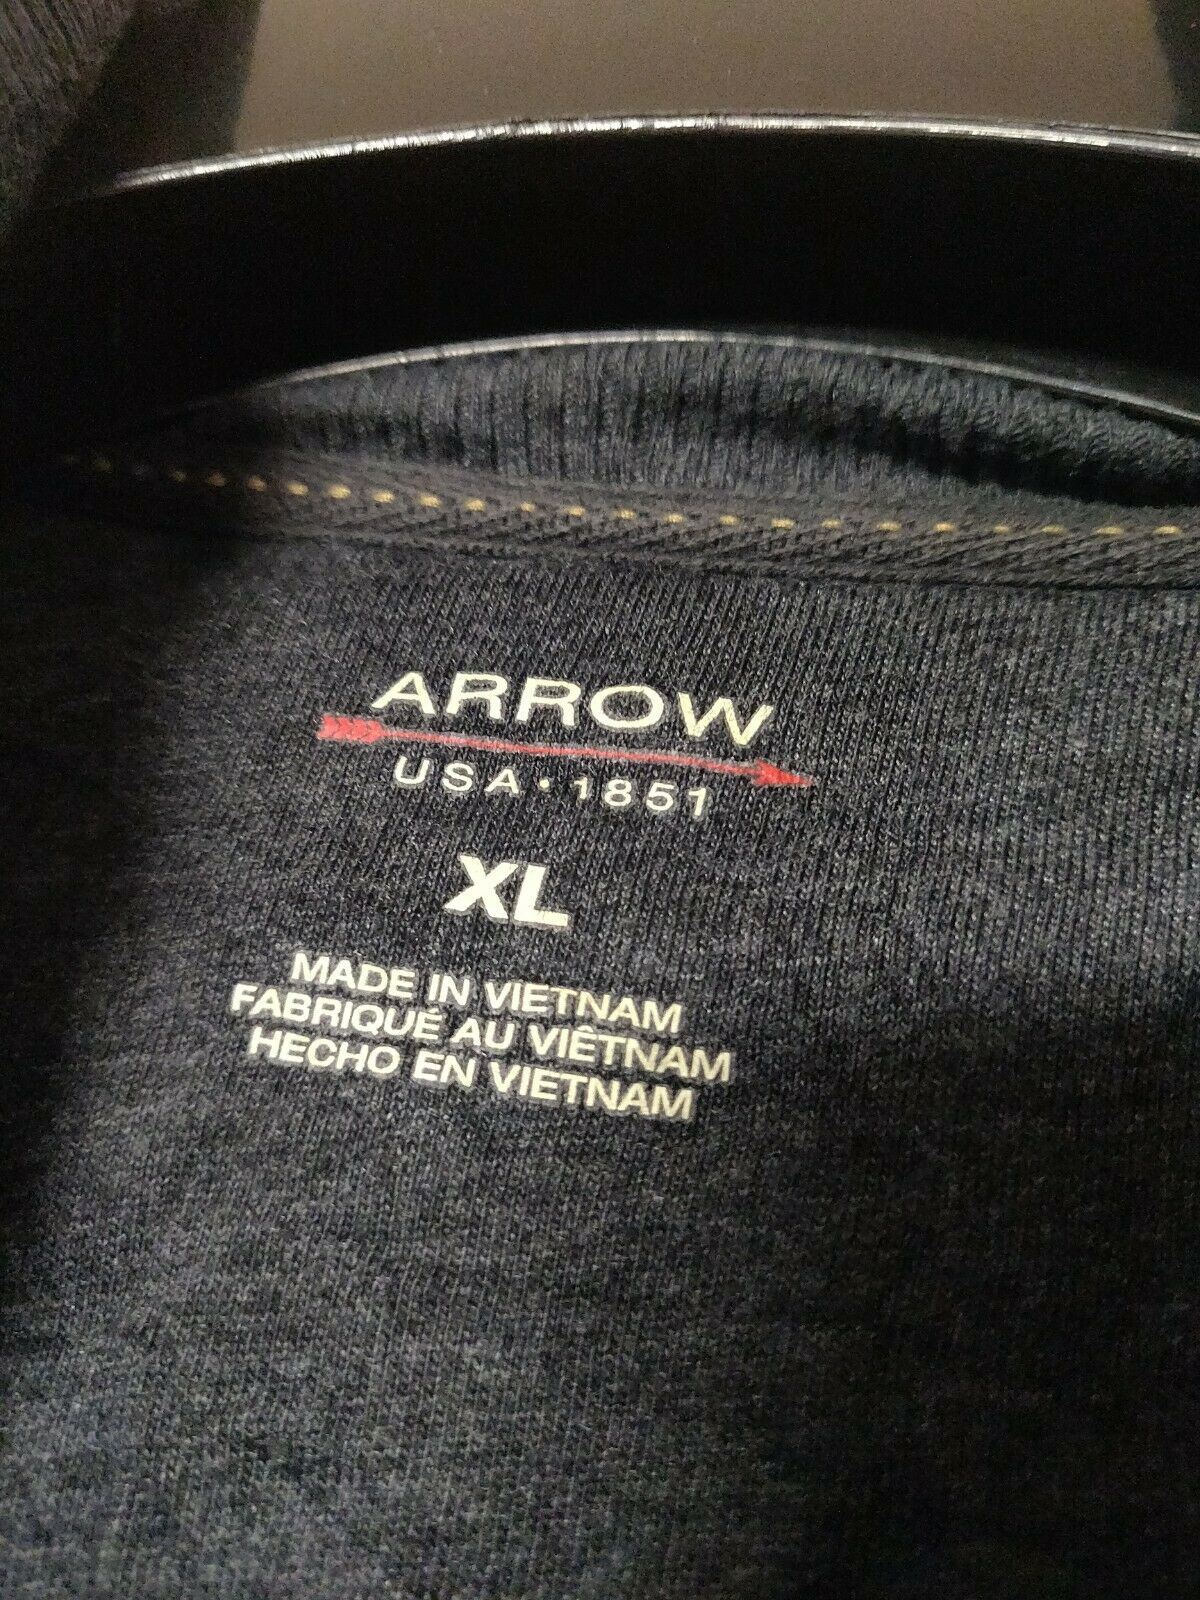 ARROW
USA · 1851
XL
MADE IN VIETNAM
FABRIQUÉ AU VIÊTNAM
HECHO EN VIETNAM